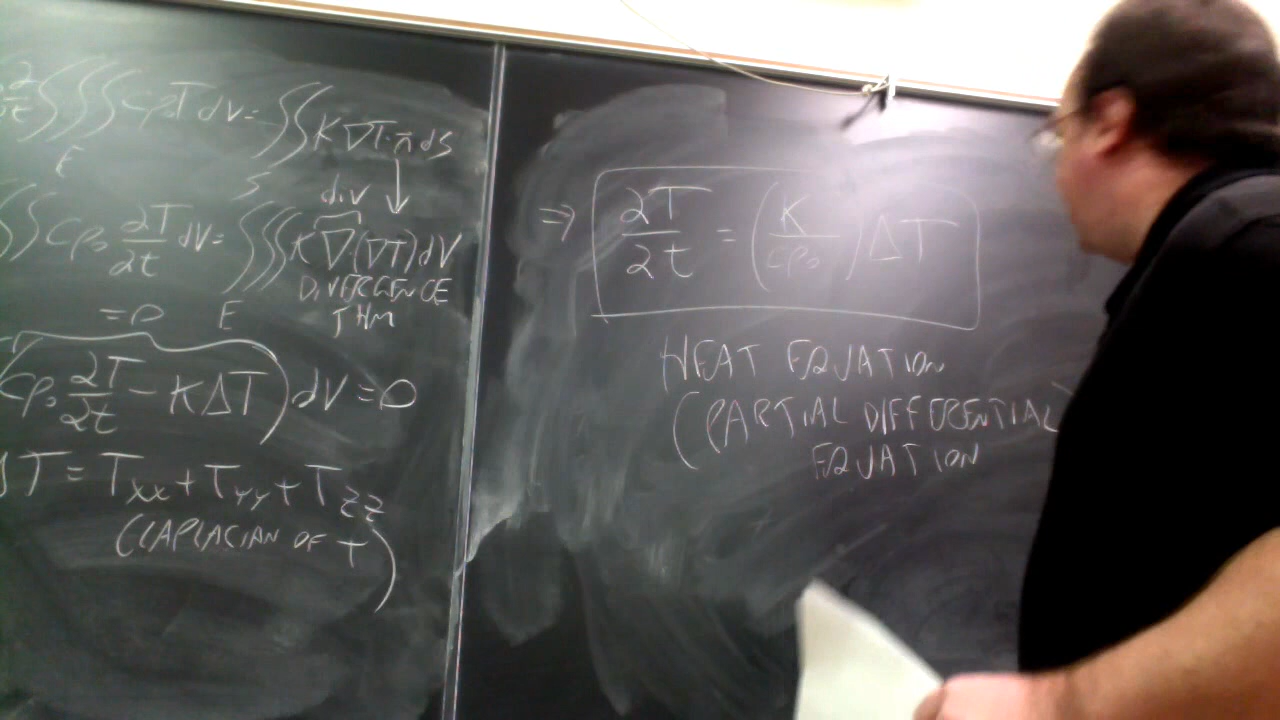 ∂/∂t ∭ cρ₀T dV = ∬ K∇T·n ds
E
S
div
∬ cρ₀ ∂T/∂t dV = ∭ K∇(∇T)dV
E
DIVERGENCE
THM
=0
(cρ₀ ∂T/∂t − KΔT) dV = 0
ΔT = Txx + Tyy + Tzz
(LAPLACIAN OF T)
⇒ ∂T/∂t = (K/cρ₀) ΔT
HEAT EQUATION
(PARTIAL DIFFERENTIAL
EQUATION